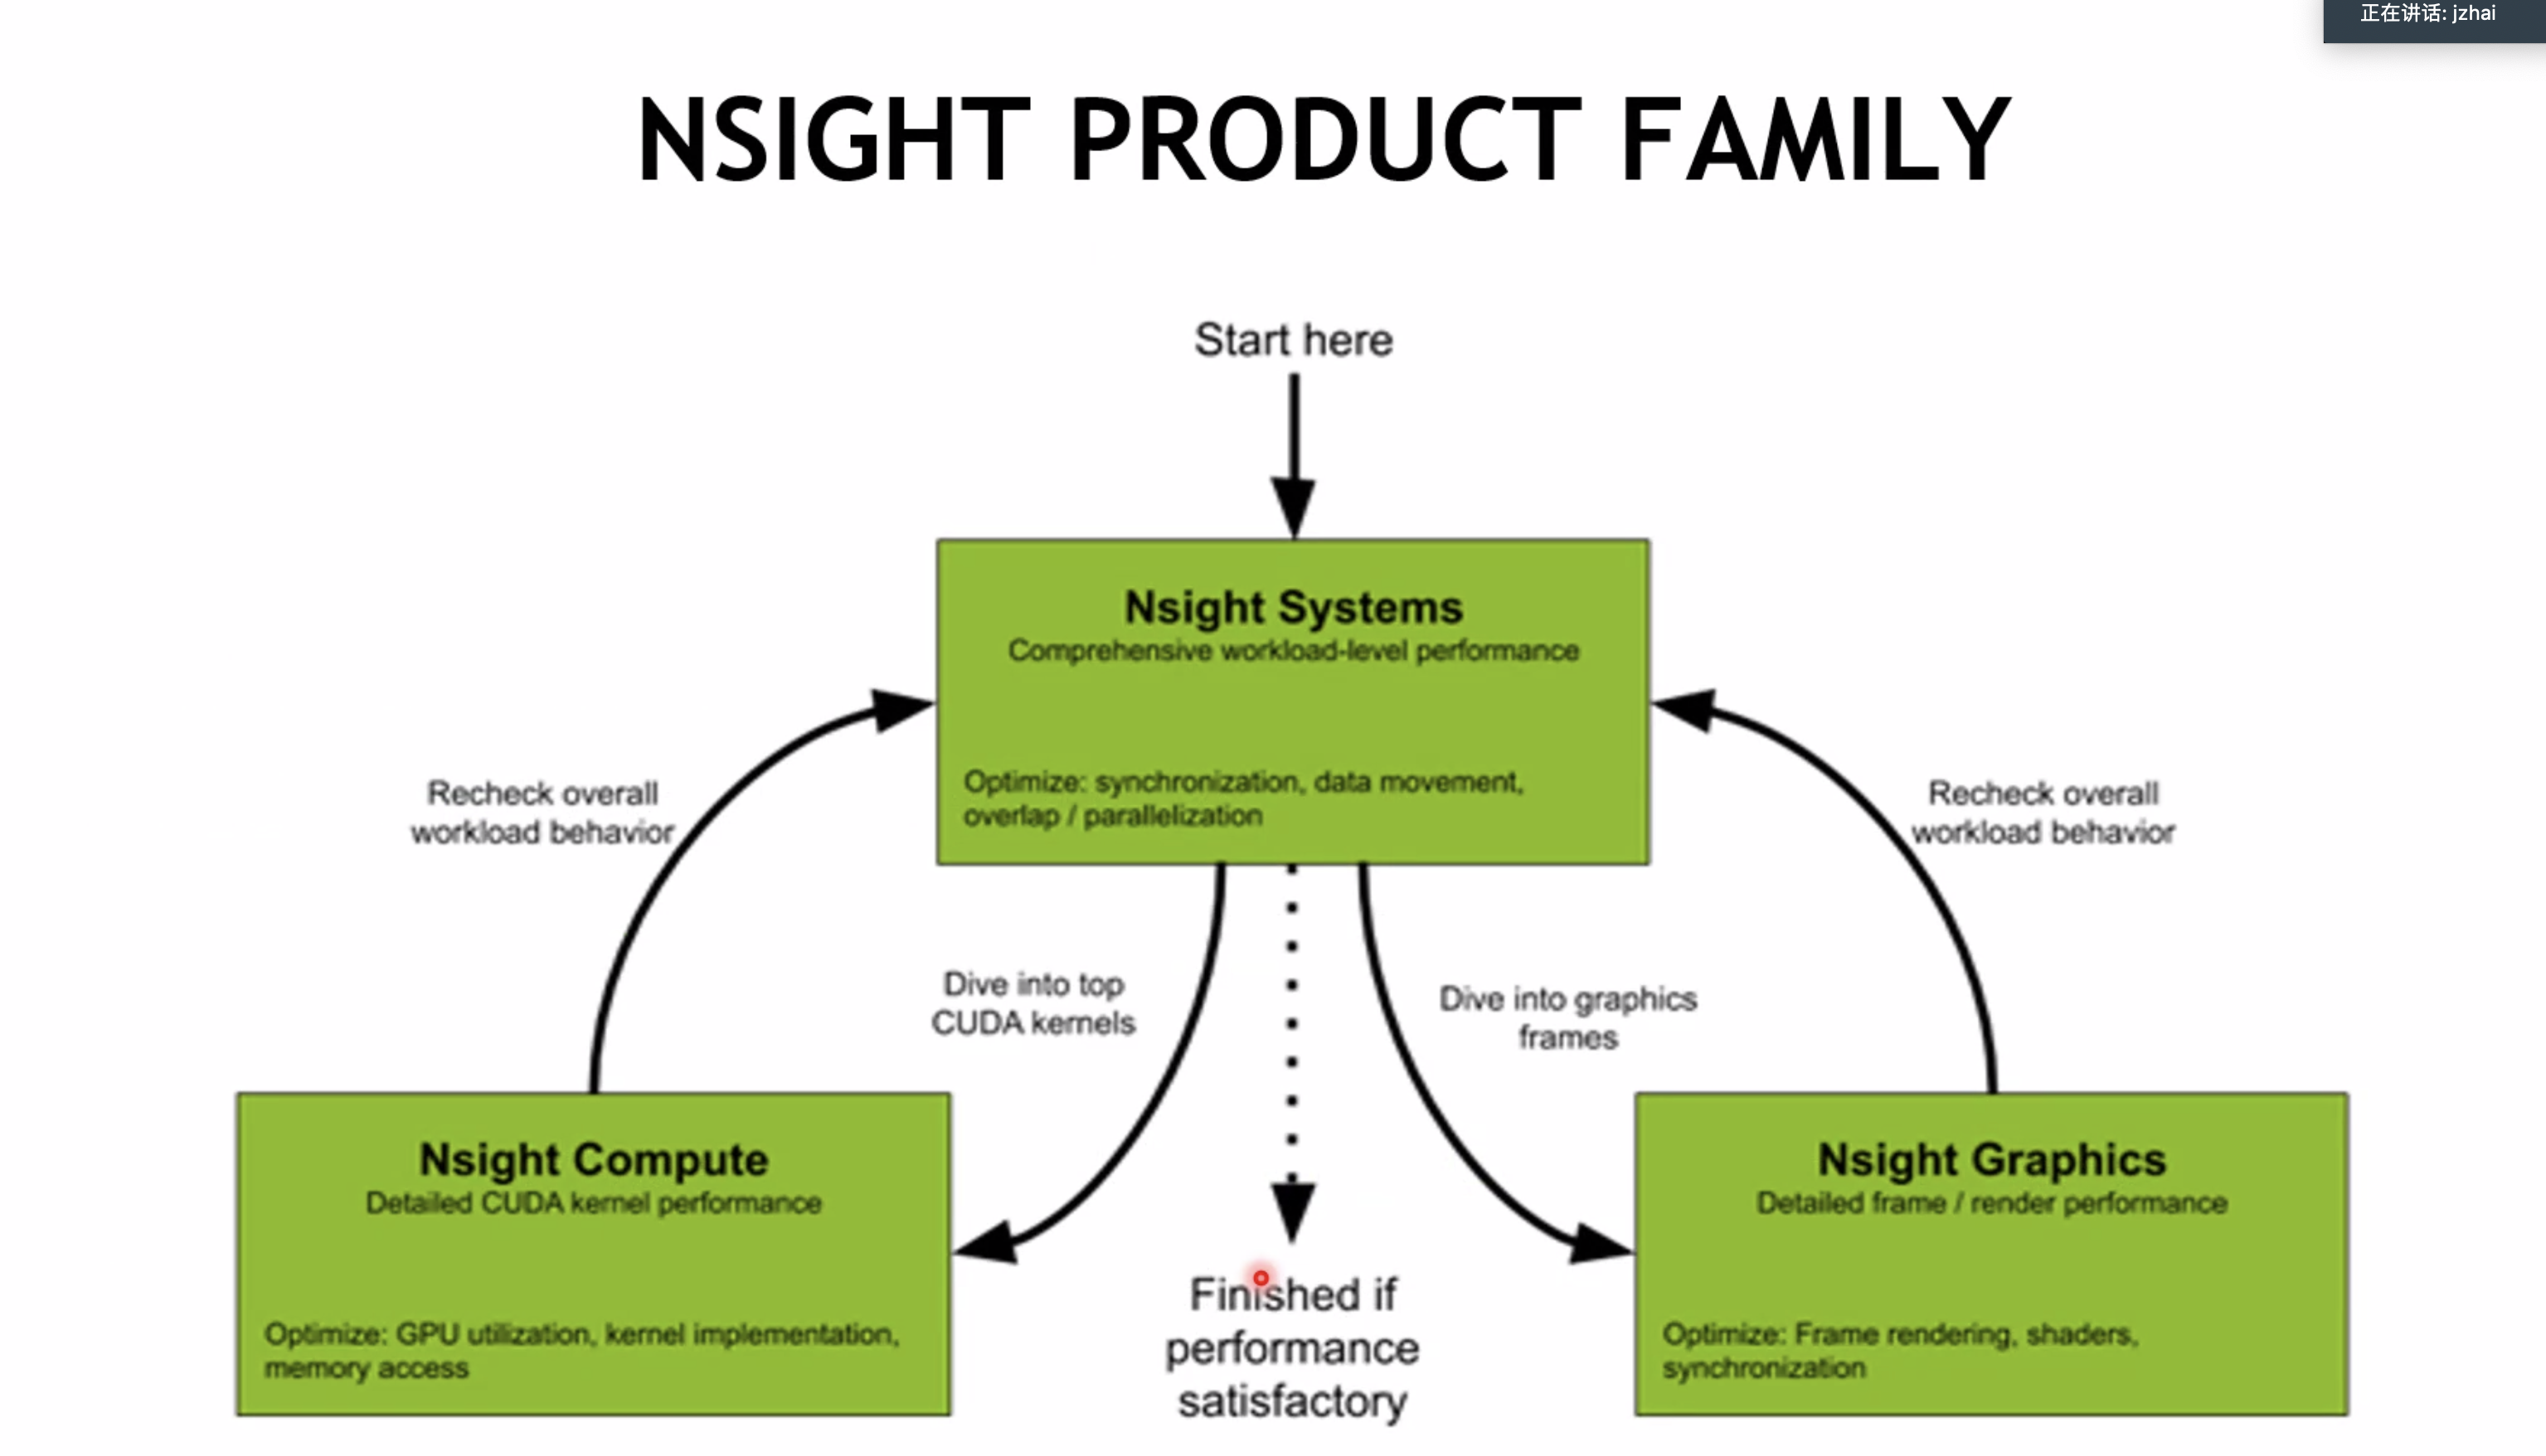 正在讲话: jzhai
NSIGHT PRODUCT FAMILY
Start here
Nsight Systems
Comprehensive workload-level performance
Optimize: synchronization, data movement,
overlap / parallelization
Recheck overall
workload behavior
Recheck overall
workload behavior
Dive into top
CUDA kernels
Dive into graphics
frames
Nsight Compute
Detailed CUDA kernel performance
Optimize: GPU utilization, kernel implementation,
memory access
Finished if
performance
satisfactory
Nsight Graphics
Detailed frame / render performance
Optimize: Frame rendering, shaders,
synchronization